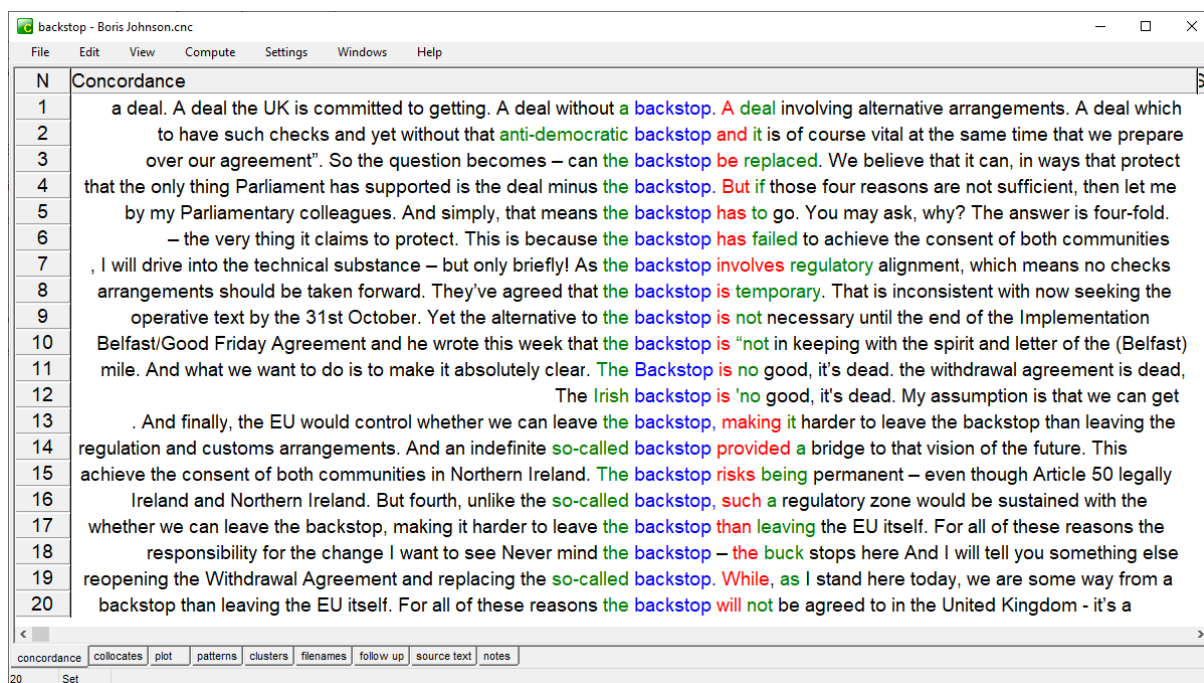 backstop - Boris Johnson.cnc
File Edit View Compute Settings Windows Help
N Concordance
1 a deal. A deal the UK is committed to getting. A deal without a backstop. A deal involving alternative arrangements. A deal which
2 to have such checks and yet without that anti-democratic backstop and it is of course vital at the same time that we prepare
3 over our agreement”. So the question becomes – can the backstop be replaced. We believe that it can, in ways that protect
4 that the only thing Parliament has supported is the deal minus the backstop. But if those four reasons are not sufficient, then let me
5 by my Parliamentary colleagues. And simply, that means the backstop has to go. You may ask, why? The answer is four-fold.
6 – the very thing it claims to protect. This is because the backstop has failed to achieve the consent of both communities
7 , I will drive into the technical substance – but only briefly! As the backstop involves regulatory alignment, which means no checks
8 arrangements should be taken forward. They’ve agreed that the backstop is temporary. That is inconsistent with now seeking the
9 operative text by the 31st October. Yet the alternative to the backstop is not necessary until the end of the Implementation
10 Belfast/Good Friday Agreement and he wrote this week that the backstop is “not in keeping with the spirit and letter of the (Belfast)
11 mile. And what we want to do is to make it absolutely clear. The Backstop is no good, it’s dead. the withdrawal agreement is dead,
12 The Irish backstop is 'no good, it's dead. My assumption is that we can get
13 . And finally, the EU would control whether we can leave the backstop, making it harder to leave the backstop than leaving the
14 regulation and customs arrangements. And an indefinite so-called backstop provided a bridge to that vision of the future. This
15 achieve the consent of both communities in Northern Ireland. The backstop risks being permanent – even though Article 50 legally
16 Ireland and Northern Ireland. But fourth, unlike the so-called backstop, such a regulatory zone would be sustained with the
17 whether we can leave the backstop, making it harder to leave the backstop than leaving the EU itself. For all of these reasons the
18 responsibility for the change I want to see Never mind the backstop – the buck stops here And I will tell you something else
19 reopening the Withdrawal Agreement and replacing the so-called backstop. While, as I stand here today, we are some way from a
20 backstop than leaving the EU itself. For all of these reasons the backstop will not be agreed to in the United Kingdom - it's a
concordance collocates plot patterns clusters filenames follow up source text notes
20 Set